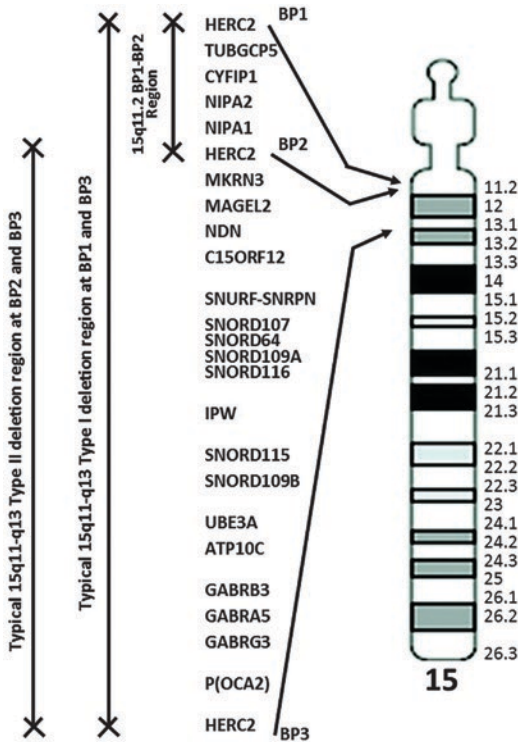 Typical 15q11-q13 Type II deletion region at BP2 and BP3
Typical 15q11-q13 Type I deletion region at BP1 and BP3
15q11.2 BP1-BP2
Region
HERC2
BP1
TUBGCP5
CYFIP1
NIPA2
NIPA1
HERC2
BP2
MKRN3
MAGEL2
NDN
C15ORF12
SNURF-SNRPN
SNORD107
SNORD64
SNORD109A
SNORD116
IPW
SNORD115
SNORD109B
UBE3A
ATP10C
GABRB3
GABRA5
GABRG3
P(OCA2)
HERC2
BP3
11.2
12
13.1
13.2
13.3
14
15.1
15.2
15.3
21.1
21.2
21.3
22.1
22.2
22.3
23
24.1
24.2
24.3
25
26.1
26.2
26.3
15